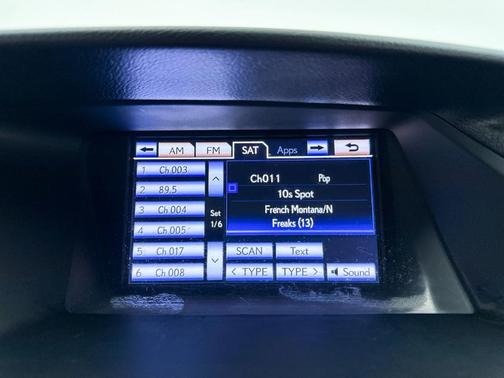 AM FM SAT Apps
1 Ch 003
2 89.5
3 Ch 004
4 Ch 005
5 Ch 017
6 Ch 008
Set
1/6
Ch011 Pop
10s Spot
French Montana/N
Freaks (13)
SCAN Text
< TYPE TYPE > Sound